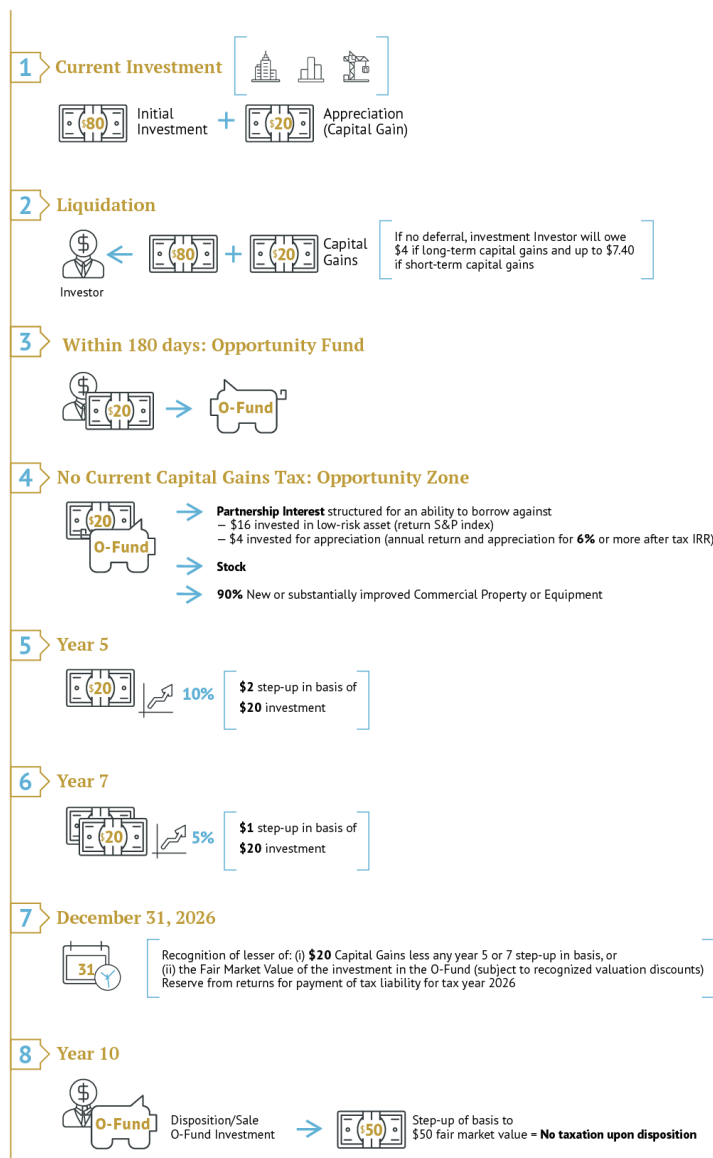 1 Current Investment
$80 Initial Investment + $20 Appreciation (Capital Gain)
2 Liquidation
$80 + $20 Capital Gains
Investor
If no deferral, investment Investor will owe
$4 if long-term capital gains and up to $7.40
if short-term capital gains
3 Within 180 days: Opportunity Fund
$20 O-Fund
4 No Current Capital Gains Tax: Opportunity Zone
$20
O-Fund
Partnership Interest structured for an ability to borrow against
— $16 invested in low-risk asset (return S&P index)
— $4 invested for appreciation (annual return and appreciation for 6% or more after tax IRR)
Stock
90% New or substantially improved Commercial Property or Equipment
5 Year 5
$20 10%
$2 step-up in basis of
$20 investment
6 Year 7
$20 5%
$1 step-up in basis of
$20 investment
7 December 31, 2026
31
Recognition of lesser of: (i) $20 Capital Gains less any year 5 or 7 step-up in basis, or
(ii) the Fair Market Value of the investment in the O-Fund (subject to recognized valuation discounts)
Reserve from returns for payment of tax liability for tax year 2026
8 Year 10
$
O-Fund
Disposition/Sale
O-Fund Investment
$50
Step-up of basis to
$50 fair market value = No taxation upon disposition